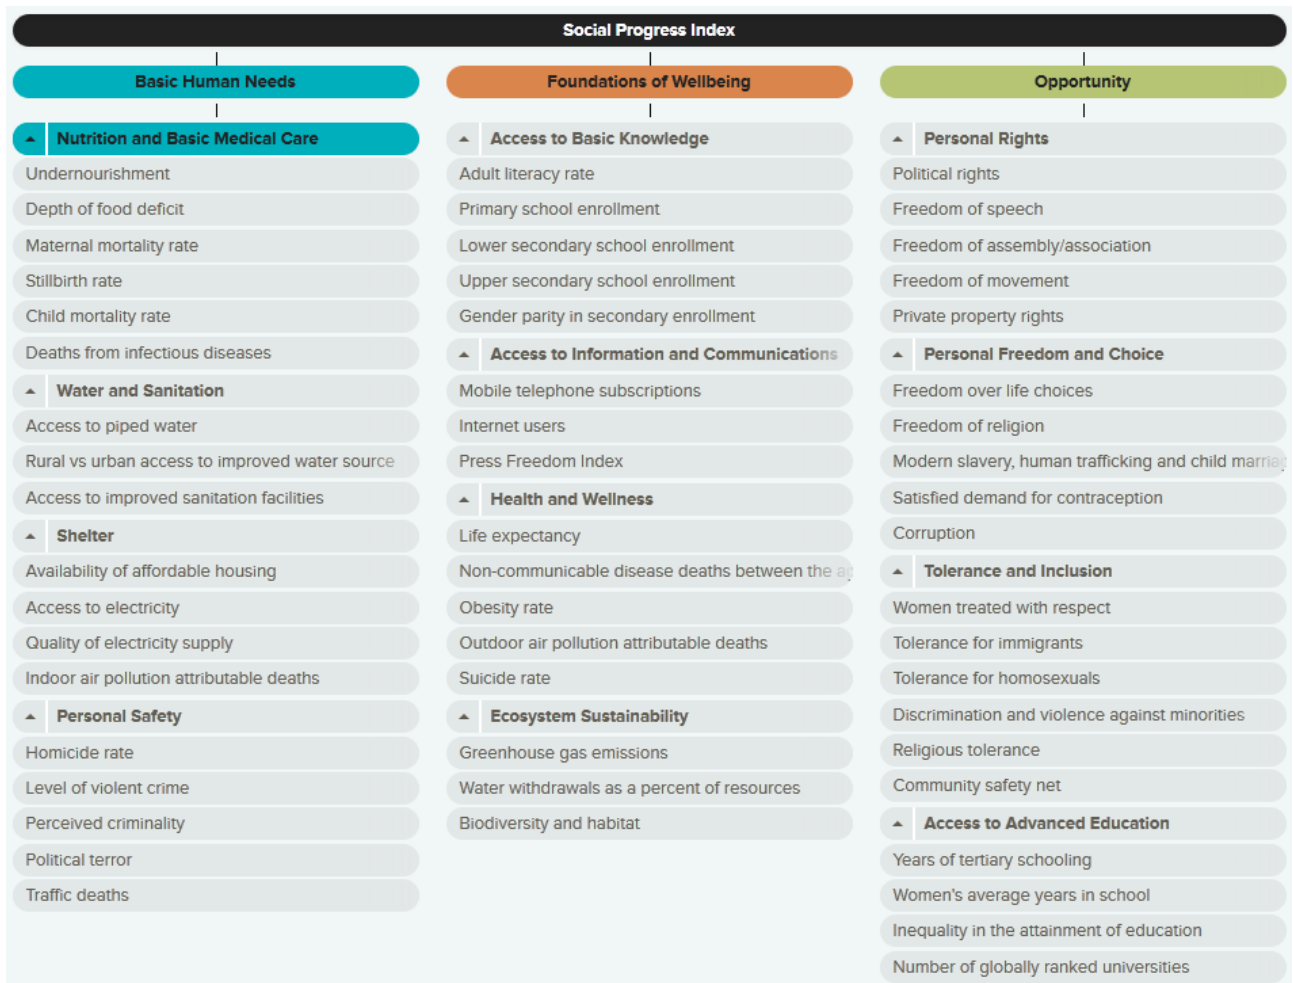 Social Progress Index
Basic Human Needs
Nutrition and Basic Medical Care
Undernourishment
Depth of food deficit
Maternal mortality rate
Stillbirth rate
Child mortality rate
Deaths from infectious diseases
Water and Sanitation
Access to piped water
Rural vs urban access to improved water source
Access to improved sanitation facilities
Shelter
Availability of affordable housing
Access to electricity
Quality of electricity supply
Indoor air pollution attributable deaths
Personal Safety
Homicide rate
Level of violent crime
Perceived criminality
Political terror
Traffic deaths
Foundations of Wellbeing
Access to Basic Knowledge
Adult literacy rate
Primary school enrollment
Lower secondary school enrollment
Upper secondary school enrollment
Gender parity in secondary enrollment
Access to Information and Communications
Mobile telephone subscriptions
Internet users
Press Freedom Index
Health and Wellness
Life expectancy
Non-communicable disease deaths between the
Obesity rate
Outdoor air pollution attributable deaths
Suicide rate
Ecosystem Sustainability
Greenhouse gas emissions
Water withdrawals as a percent of resources
Biodiversity and habitat
Opportunity
Personal Rights
Political rights
Freedom of speech
Freedom of assembly/association
Freedom of movement
Private property rights
Personal Freedom and Choice
Freedom over life choices
Freedom of religion
Modern slavery, human trafficking and child marriag
Satisfied demand for contraception
Corruption
Tolerance and Inclusion
Women treated with respect
Tolerance for immigrants
Tolerance for homosexuals
Discrimination and violence against minorities
Religious tolerance
Community safety net
Access to Advanced Education
Years of tertiary schooling
Women's average years in school
Inequality in the attainment of education
Number of globally ranked universities